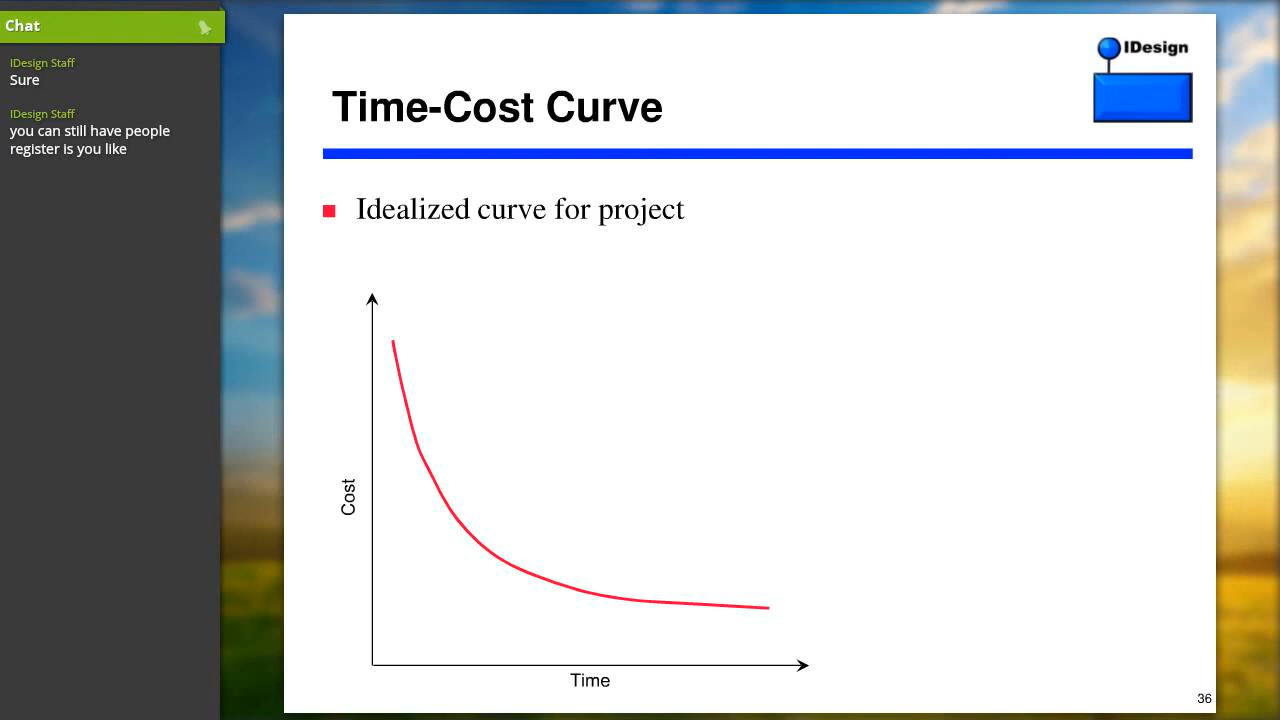 Chat
IDesign Staff
Sure
IDesign Staff
you can still have people
register is you like
IDesign
Time-Cost Curve
Idealized curve for project
Cost
Time
36